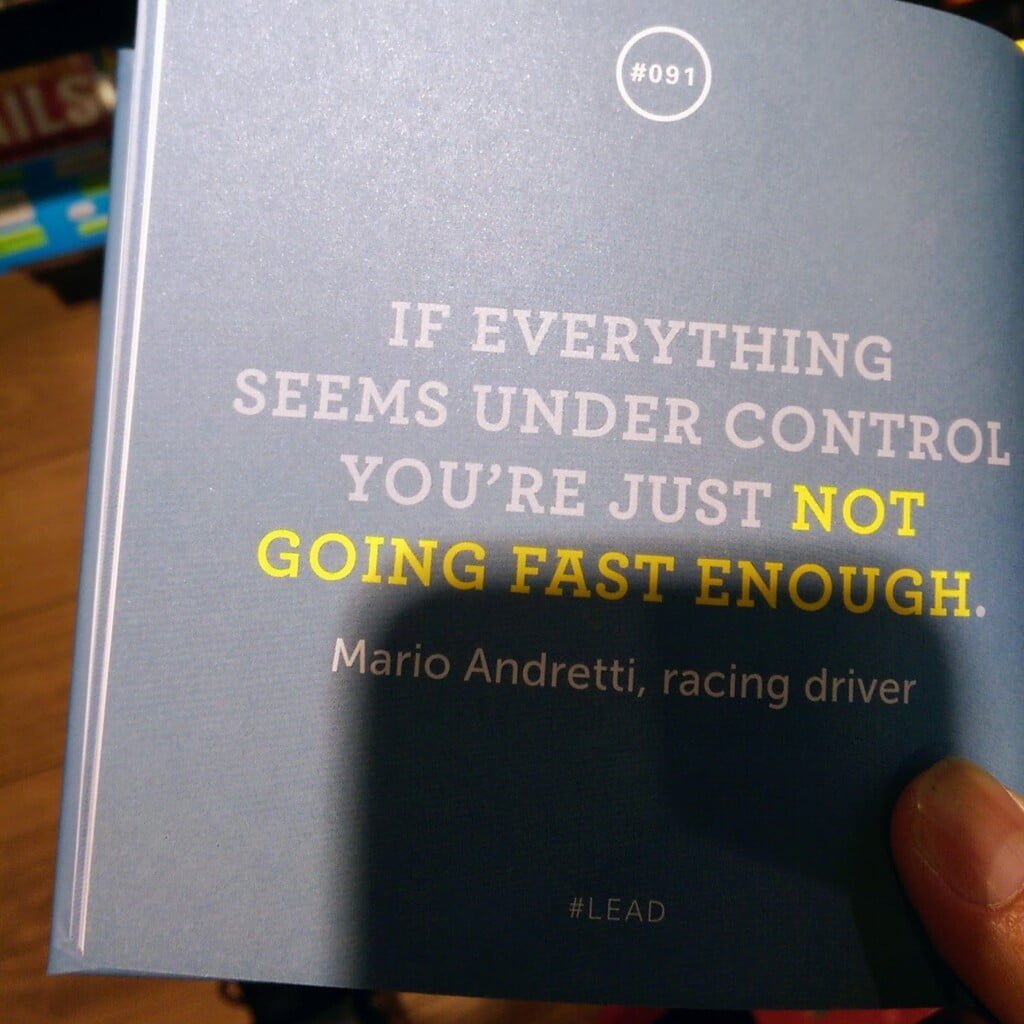 #091
IF EVERYTHING
SEEMS UNDER CONTROL
YOU'RE JUST NOT
GOING FAST ENOUGH.
Mario Andretti, racing driver
#LEAD